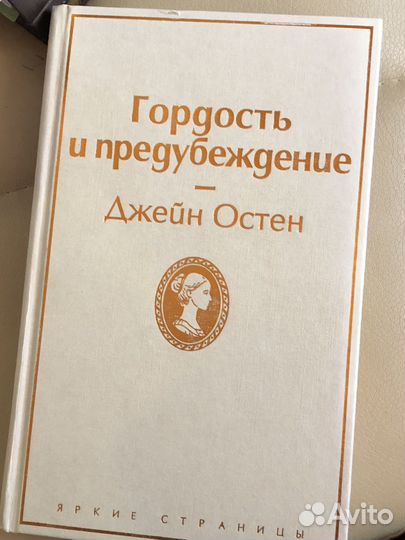 Гордость
и предубеждение
Джейн Остен
ЯРКИЕ СТРАНИЦЫ
Avito